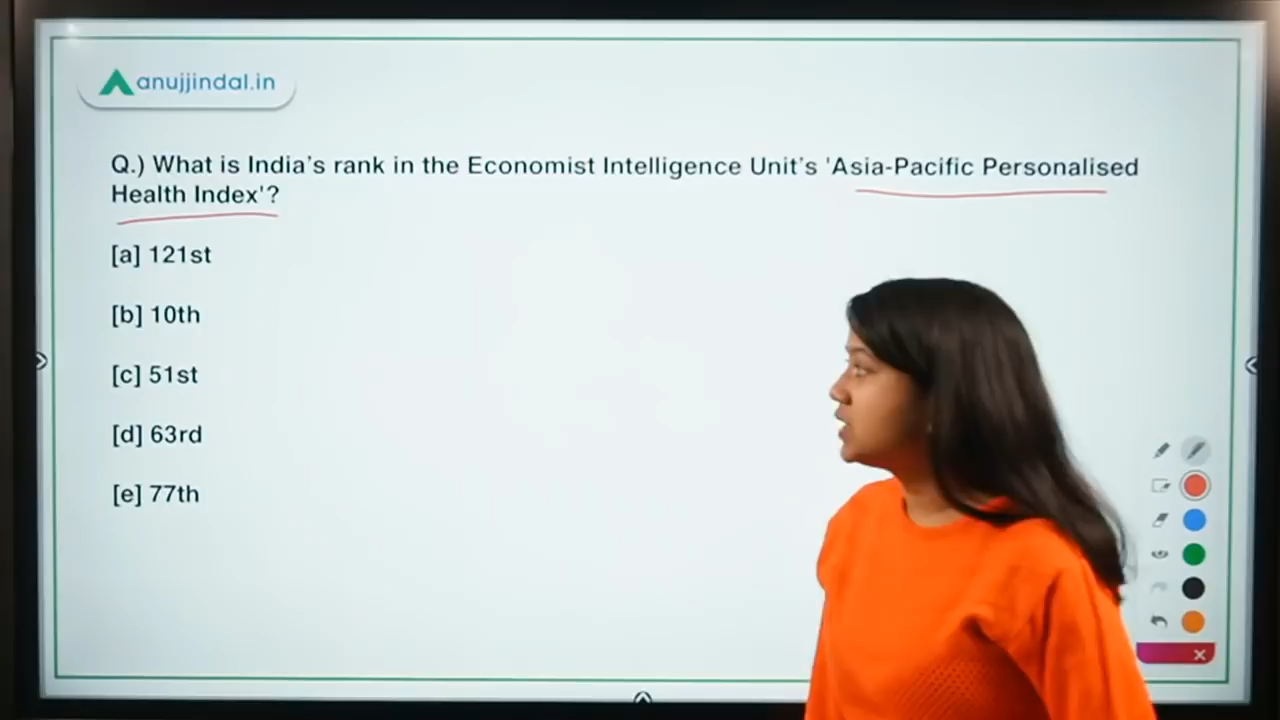 anujjindal.in
Q.) What is India's rank in the Economist Intelligence Unit's 'Asia-Pacific Personalised
Health Index'?
[a] 121st
[b] 10th
[c] 51st
[d] 63rd
[e] 77th